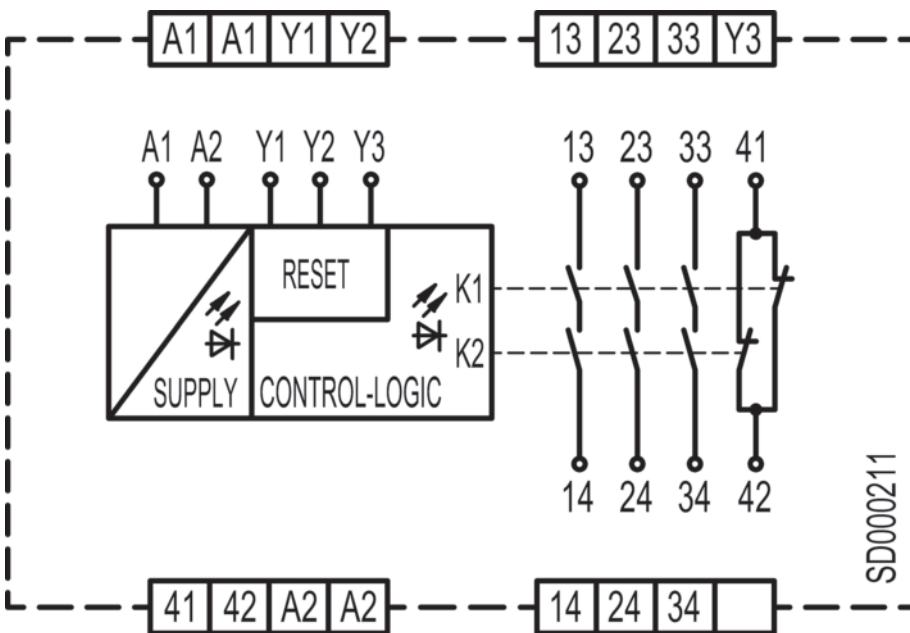 A1 A1 Y1 Y2 13 23 33 Y3
A1 A2 Y1 Y2 Y3 13 23 33 41
RESET
K1
K2
SUPPLY CONTROL-LOGIC
14 24 34 42
SD000211
41 42 A2 A2 14 24 34